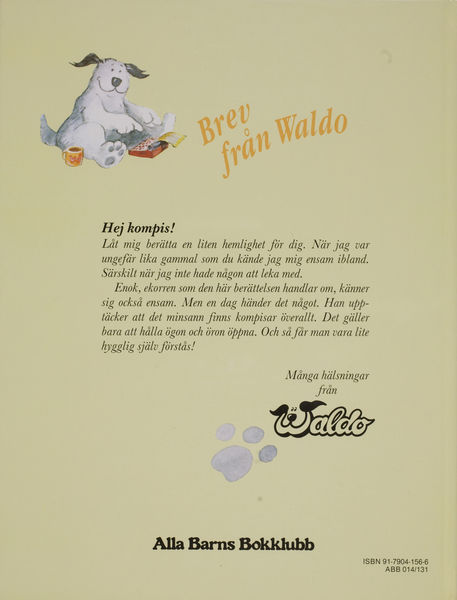 Brev
från Waldo
Hej kompis!
Låt mig berätta en liten hemlighet för dig. När jag var
ungefär lika gammal som du kände jag mig ensam ibland.
Särskilt när jag inte hade någon att leka med.
Enok, ekorren som den här berättelsen handlar om, känner
sig också ensam. Men en dag händer det något. Han upp-
täcker att det minsann finns kompisar överallt. Det gäller
bara att hålla ögon och öron öppna. Och så får man vara lite
hygglig själv förstås!
Många hälsningar
från
Waldo
Alla Barns Bokklubb
ISBN 91-7904-156-6
ABB 014/131